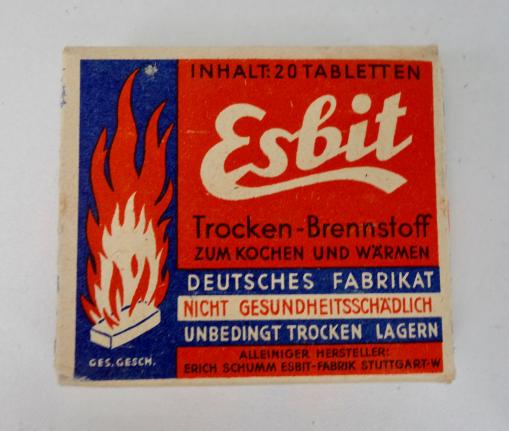 INHALT: 20 TABLETTEN
Esbit
Trocken-Brennstoff
ZUM KOCHEN UND WÄRMEN
DEUTSCHES FABRIKAT
NICHT GESUNDHEITSSCHÄDLICH
UNBEDINGT TROCKEN LAGERN
ALLEINIGER HERSTELLER:
ERICH SCHUMM ESBIT-FABRIK STUTTGART-W
GES. GESCH.